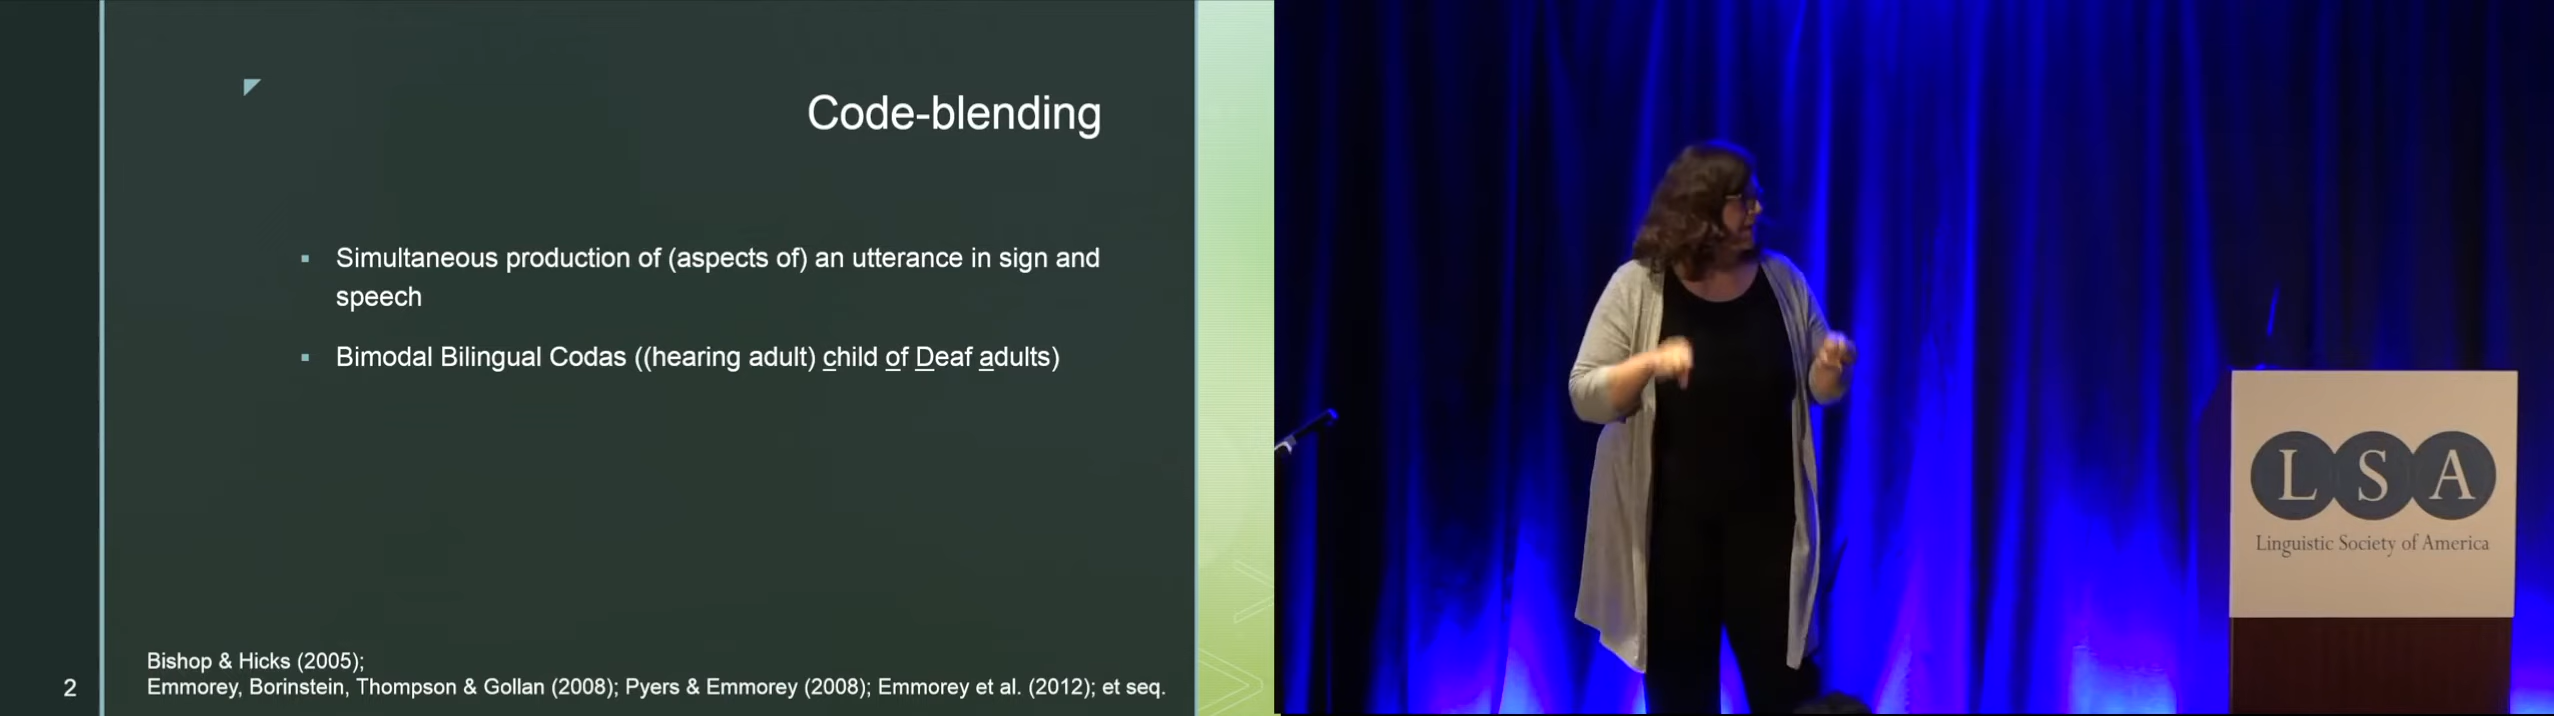 Code-blending
Simultaneous production of (aspects of) an utterance in sign and
speech
Bimodal Bilingual Codas ((hearing adult) child of Deaf adults)
Bishop & Hicks (2005);
Emmorey, Borinstein, Thompson & Gollan (2008); Pyers & Emmorey (2008); Emmorey et al. (2012); et seq.
2
LSA
Linguistic Society of America